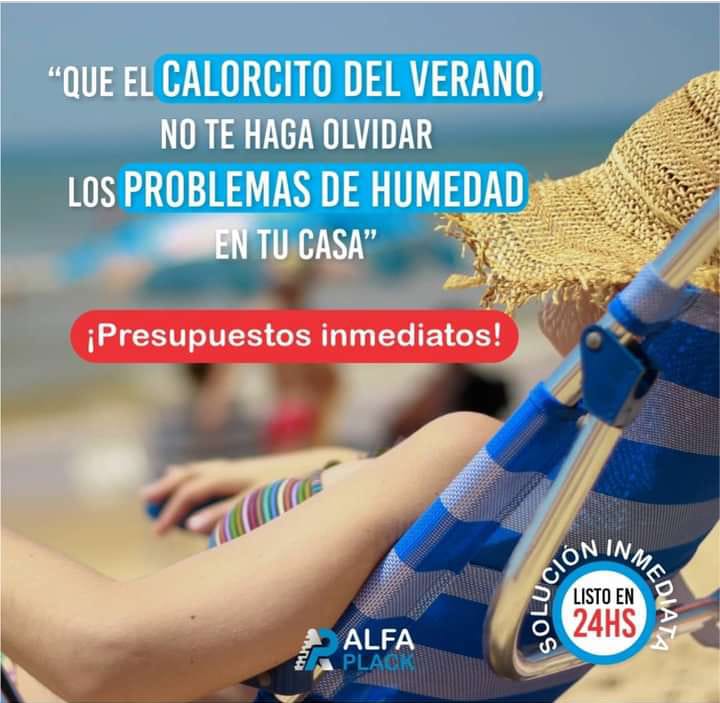 “QUE EL CALORCITO DEL VERANO,
NO TE HAGA OLVIDAR
LOS PROBLEMAS DE HUMEDAD
EN TU CASA”
¡Presupuestos inmediatos!
SOLUCIÓN INMEDIATA
LISTO EN
24HS
ALFA
PLACK